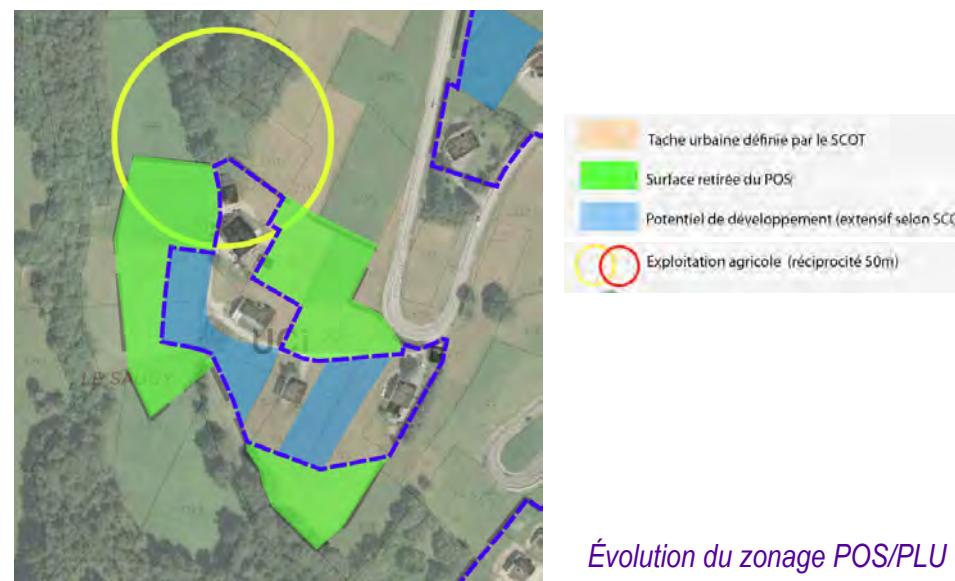 UCi
LE SAUGY
Tache urbaine définie par le SCOT
Surface retirée du POS
Potentiel de développement (extensif selon SCO
Exploitation agricole (réciprocité 50m)
Évolution du zonage POS/PLU